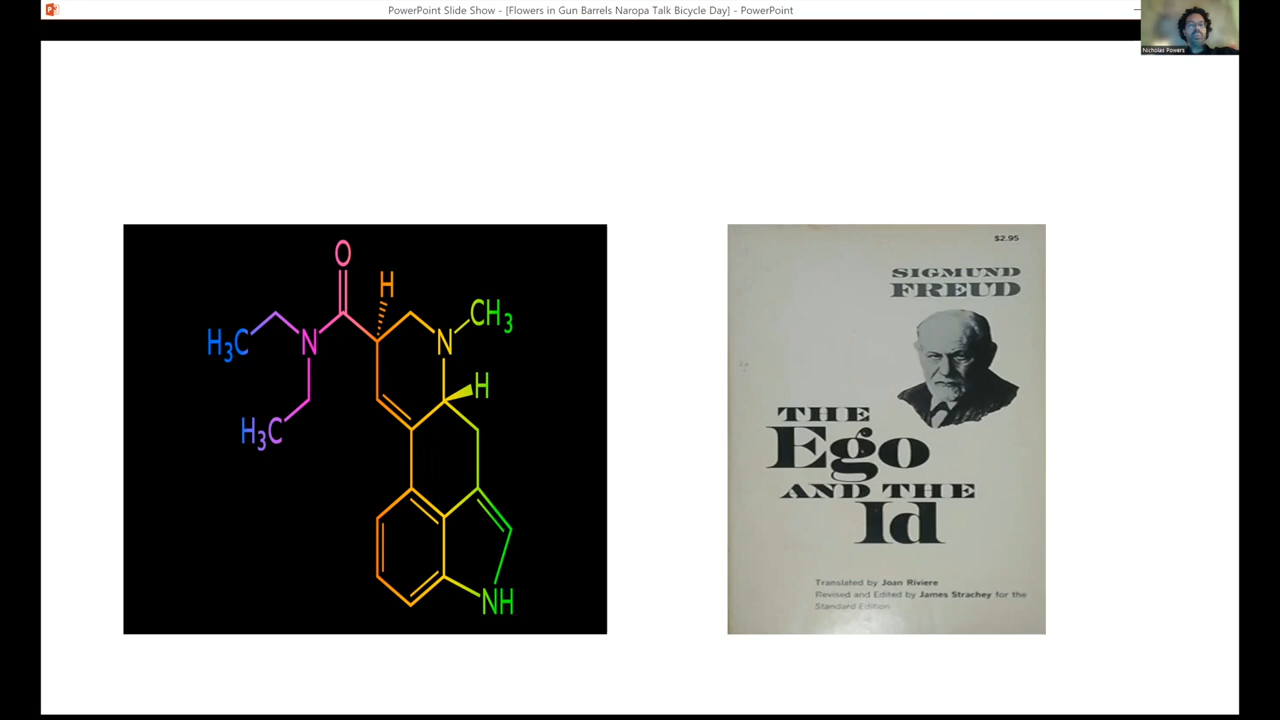 PowerPoint Slide Show - [Flowers in Gun Barrels Naropa Talk Bicycle Day] - PowerPoint
Nicholas Powers
O
H
CH₃
H₃C
N
N
H
H₃C
NH
$2.95
SIGMUND
FREUD
THE
Ego
AND THE
Id
Translated by Joan Riviere
Revised and Edited by James Strachey for the
Standard Edition